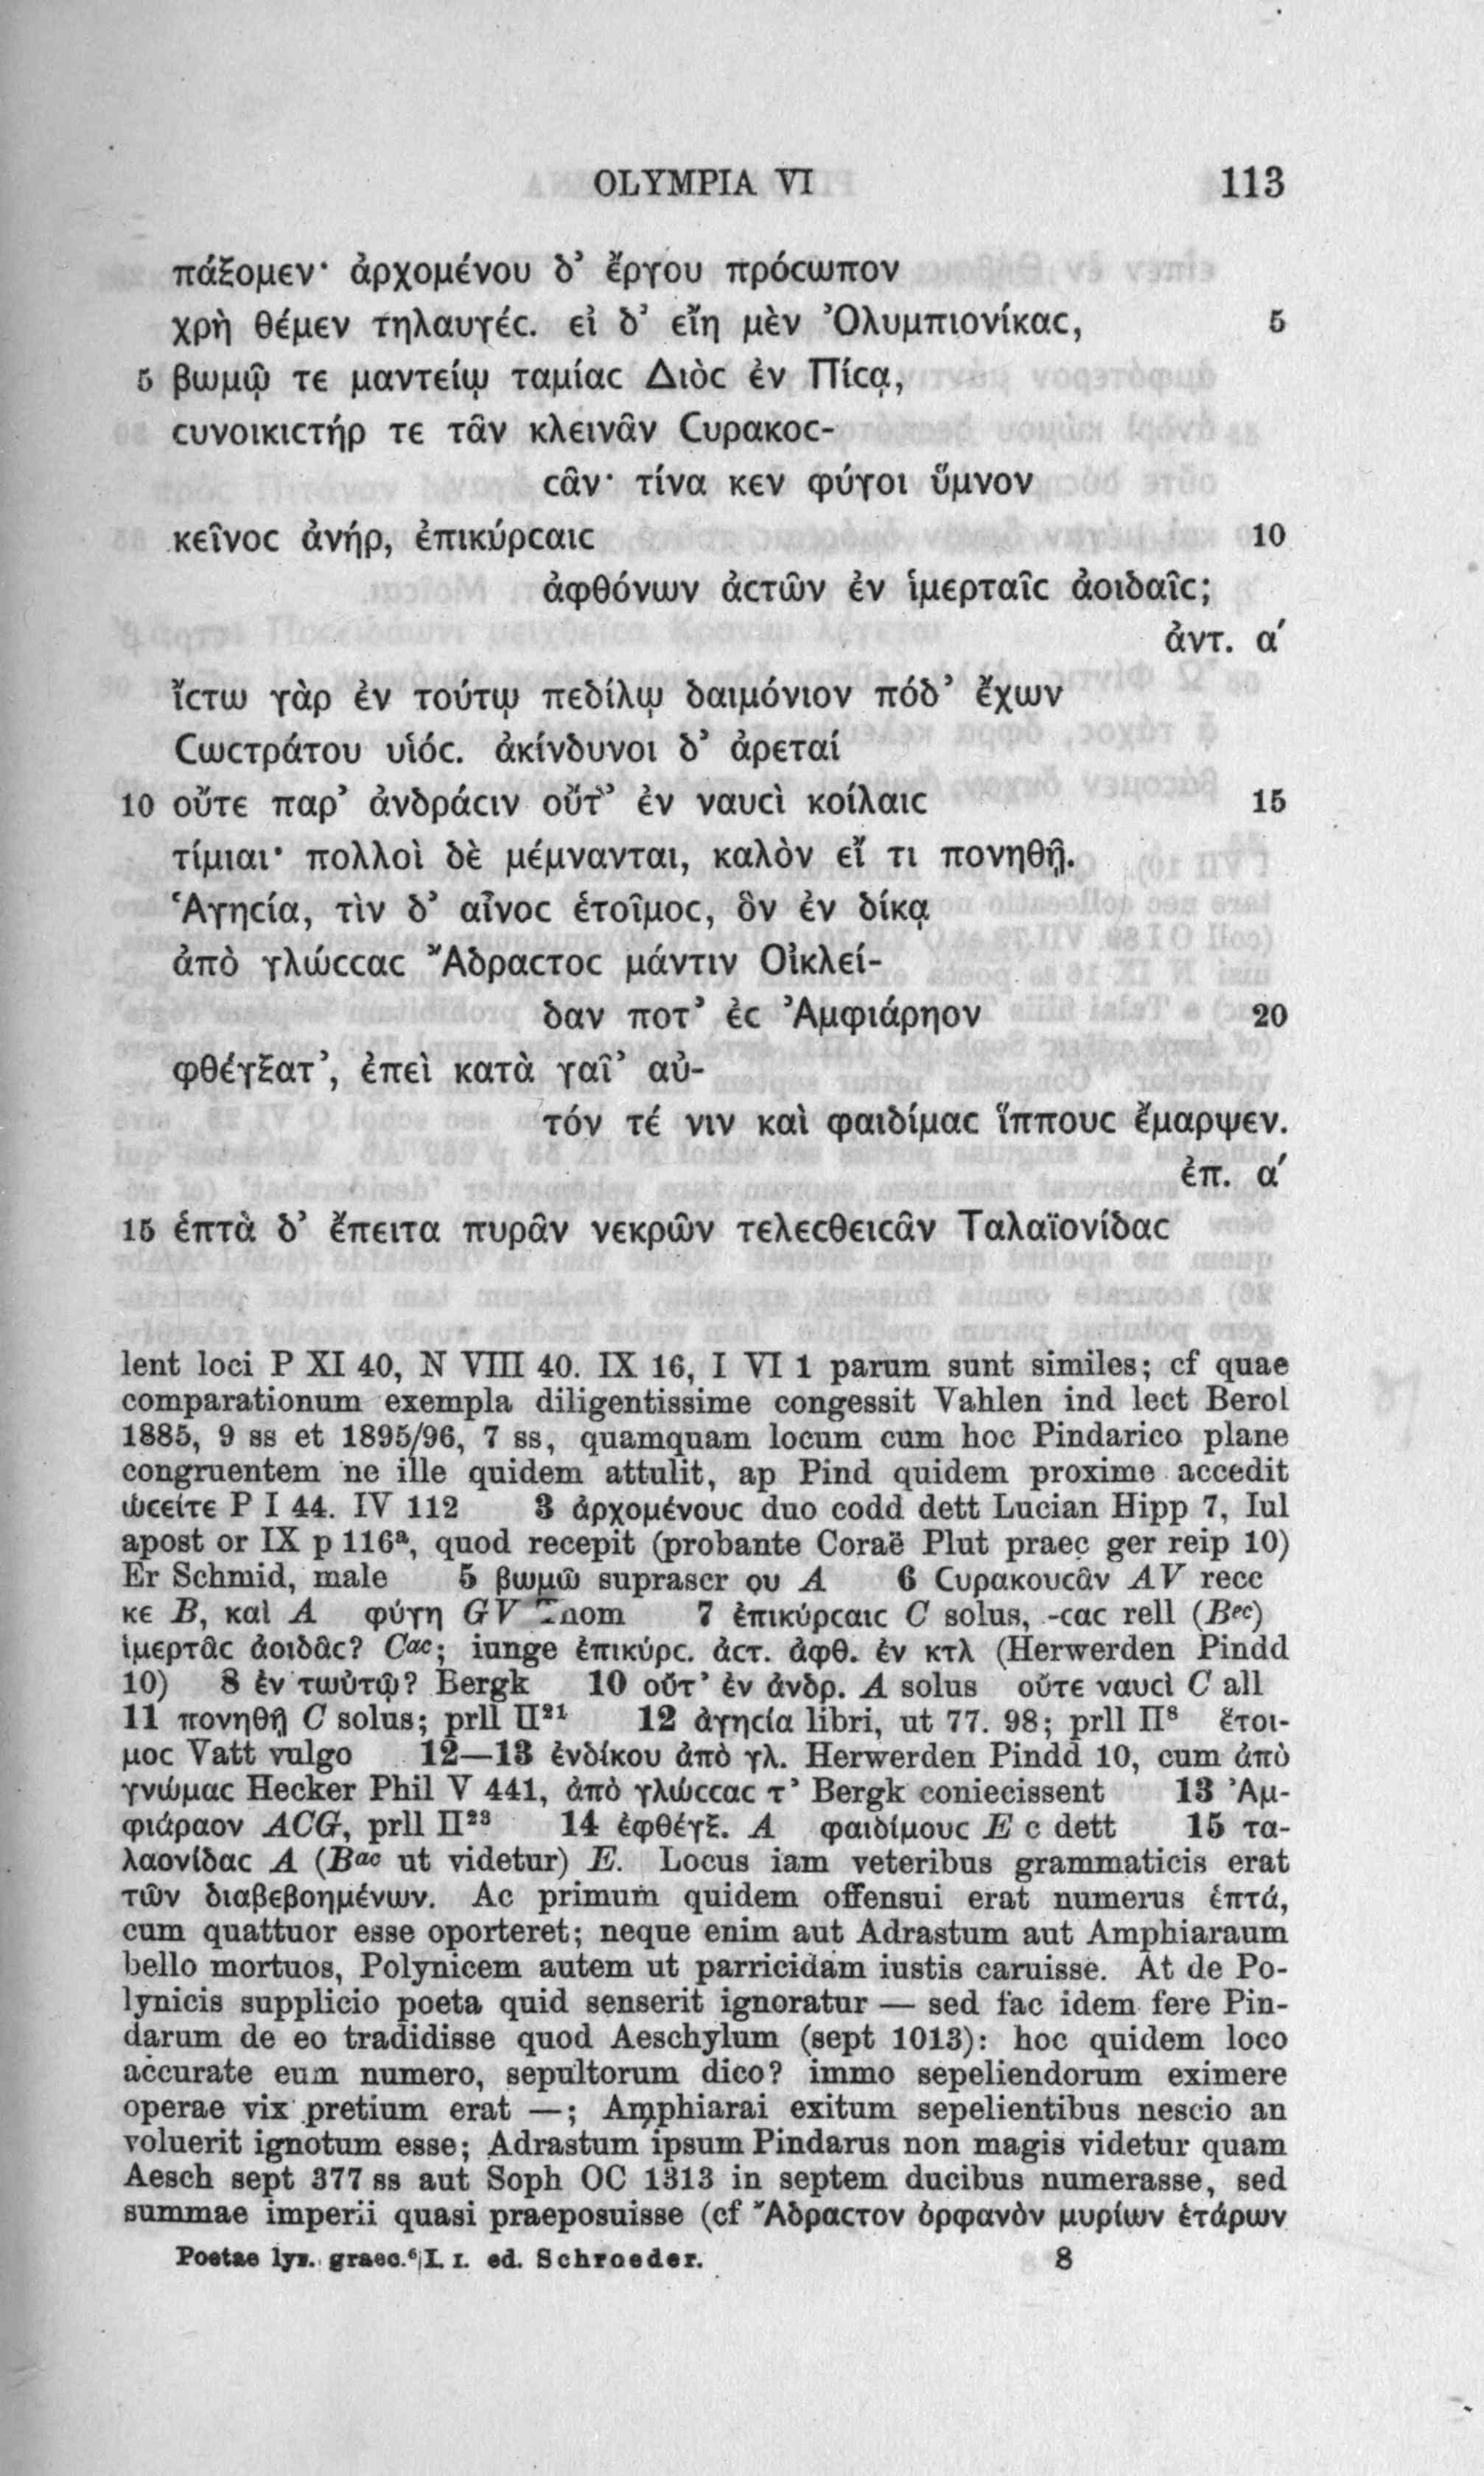 OLYMPIA VI 113
πάξομεν· ἀρχομένου δ’ ἔργου πρόϲωπον
χρὴ θέμεν τηλαυγέϲ. εἰ δ’ εἴη μὲν Ὀλυμπιονίκαϲ, 5
5 βωμῷ τε μαντείῳ ταμίαϲ Διὸϲ ἐν Πίϲᾳ,
ϲυνοικιϲτήρ τε τᾶν κλεινᾶν Ϲυρακοϲ-
ϲᾶν· τίνα κεν φύγοι ὕμνον
κεῖνοϲ ἀνήρ, ἐπικύρϲαιϲ 10
ἀφθόνων ἀϲτῶν ἐν ἱμερταῖϲ ἀοιδαῖϲ;
ἀντ. α΄
ἴϲτω γὰρ ἐν τούτῳ πεδίλῳ δαιμόνιον πόδ’ ἔχων
Ϲωϲτράτου υἱόϲ. ἀκίνδυνοι δ’ ἀρεταί
10 οὔτε παρ’ ἀνδράϲιν οὔτ’ ἐν ναυϲὶ κοίλαιϲ 15
τίμιαι· πολλοὶ δὲ μέμνανται, καλὸν εἴ τι πονηθῇ.
Ἁγηϲία, τὶν δ’ αἶνοϲ ἑτοῖμοϲ, ὃν ἐν δίκᾳ
ἀπὸ γλώϲϲαϲ Ἄδραϲτοϲ μάντιν Οἰκλεί-
δαν ποτ’ ἐϲ Ἀμφιάρηον 20
φθέγξατ’, ἐπεὶ κατὰ γαῖ’ αὐ-
τόν τέ νιν καὶ φαιδίμαϲ ἵππουϲ ἔμαρψεν.
ἐπ. α΄
15 ἑπτὰ δ’ ἔπειτα πυρᾶν νεκρῶν τελεϲθειϲᾶν Ταλαϊονίδαϲ
lent loci P XI 40, N VIII 40. IX 16, I VI 1 parum sunt similes; cf quae
comparationum exempla diligentissime congessit Vahlen ind lect Berol
1885, 9 ss et 1895/96, 7 ss, quamquam locum cum hoc Pindarico plane
congruentem ne ille quidem attulit, ap Pind quidem proxime accedit
ὡϲείτε P I 44. IV 112 3 ἀρχομένουϲ duo codd dett Lucian Hipp 7, Iul
apost or IX p 116ᵃ, quod recepit (probante Coraë Plut praec ger reip 10)
Er Schmid, male 5 βωμῶ suprascr ου A 6 Ϲυρακουϲᾶν AV recc
κε B, καὶ A φύγη GV nom 7 ἐπικύρϲαιϲ C solus, -ϲαϲ rell (Bᵉᶜ)
ἱμερτᾶϲ ἀοιδᾶϲ? Cᵃᶜ; iunge ἐπικύρϲ. ἀϲτ. ἀφθ. ἐν κτλ (Herwerden Pindd
10) 8 ἐν τωὐτῷ? Bergk 10 οὔτ’ ἐν ἀνδρ. A solus οὔτε ναυϲὶ C all
11 πονηθῇ C solus; prll II²¹ 12 ἀγηϲία libri, ut 77. 98; prll II⁸ ἕτοι-
μοϲ Vatt vulgo 12—13 ἐνδίκου ἀπὸ γλ. Herwerden Pindd 10, cum ἀπὸ
γνώμαϲ Hecker Phil V 441, ἀπὸ γλώϲϲαϲ τ’ Bergk coniecissent 13 Ἀμ-
φιάραον ACG, prll II²³ 14 ἐφθέγξ. A φαιδίμουϲ E c dett 15 τα-
λαονίδαϲ A (Bᵃᶜ ut videtur) E. Locus iam veteribus grammaticis erat
τῶν διαβεβοημένων. Ac primum quidem offensui erat numerus ἑπτά,
cum quattuor esse oporteret; neque enim aut Adrastum aut Amphiaraum
bello mortuos, Polynicem autem ut parricidam iustis caruisse. At de Po-
lynicis supplicio poeta quid senserit ignoratur — sed fac idem fere Pin-
darum de eo tradidisse quod Aeschylum (sept 1013): hoc quidem loco
accurate eum numero, sepultorum dico? immo sepeliendorum eximere
operae vix pretium erat —; Amphiarai exitum sepelientibus nescio an
voluerit ignotum esse; Adrastum ipsum Pindarus non magis videtur quam
Aesch sept 377 ss aut Soph OC 1313 in septem ducibus numerasse, sed
summae imperii quasi praeposuisse (cf Ἄδραϲτον ὀρφανὸν μυρίων ἑτάρων
Poetae lyr. graec.⁶ I. 1. ed. Schroeder. 8